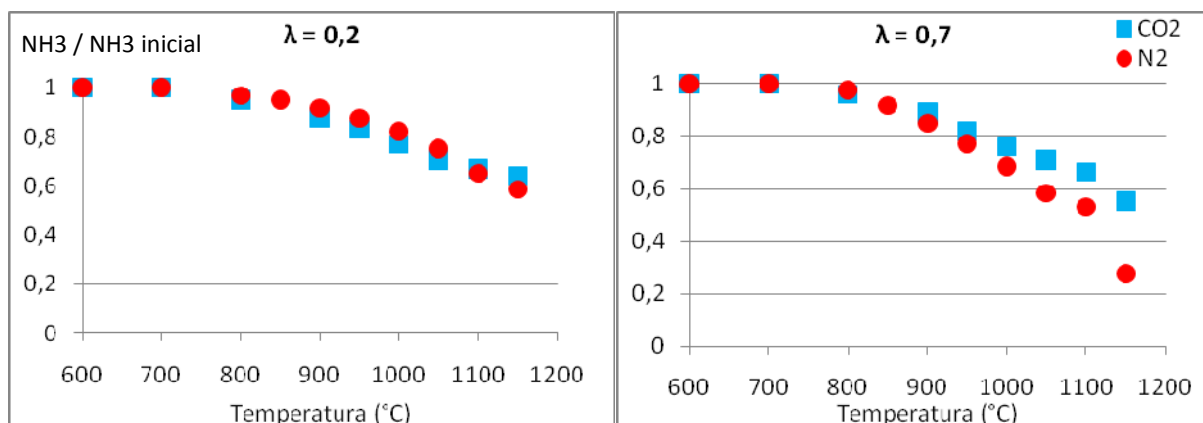 NH3 / NH3 inicial
λ = 0,2
1
0,8
0,6
0,4
0,2
0
600 700 800 900 1000 1100 1200
Temperatura (°C)
λ = 0,7
CO2
N2
1
0,8
0,6
0,4
0,2
0
600 700 800 900 1000 1100 1200
Temperatura (°C)